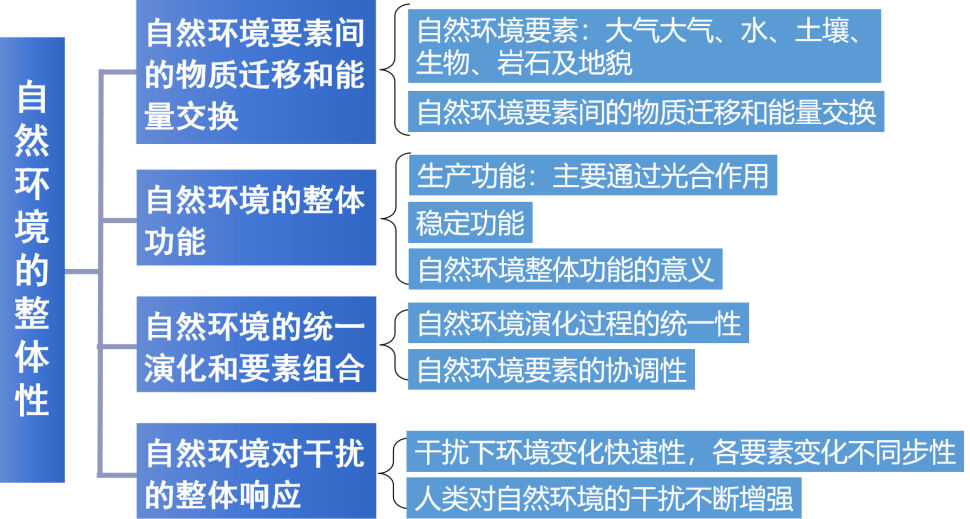 自然环境的整体性
自然环境要素间
的物质迁移和能
量交换
自然环境要素：大气大气、水、土壤、
生物、岩石及地貌
自然环境要素间的物质迁移和能量交换
自然环境的整体
功能
生产功能：主要通过光合作用
稳定功能
自然环境整体功能的意义
自然环境的统一
演化和要素组合
自然环境演化过程的统一性
自然环境要素的协调性
自然环境对干扰
的整体响应
干扰下环境变化快速性，各要素变化不同步性
人类对自然环境的干扰不断增强